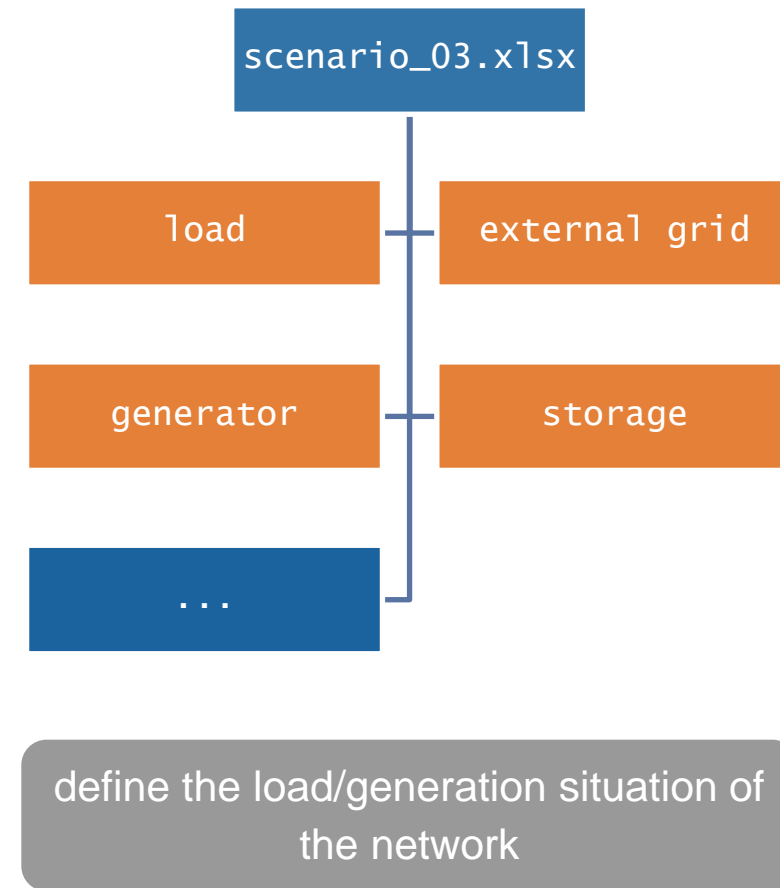 scenario_03.xlsx
load
external grid
generator
storage
...
define the load/generation situation of
the network